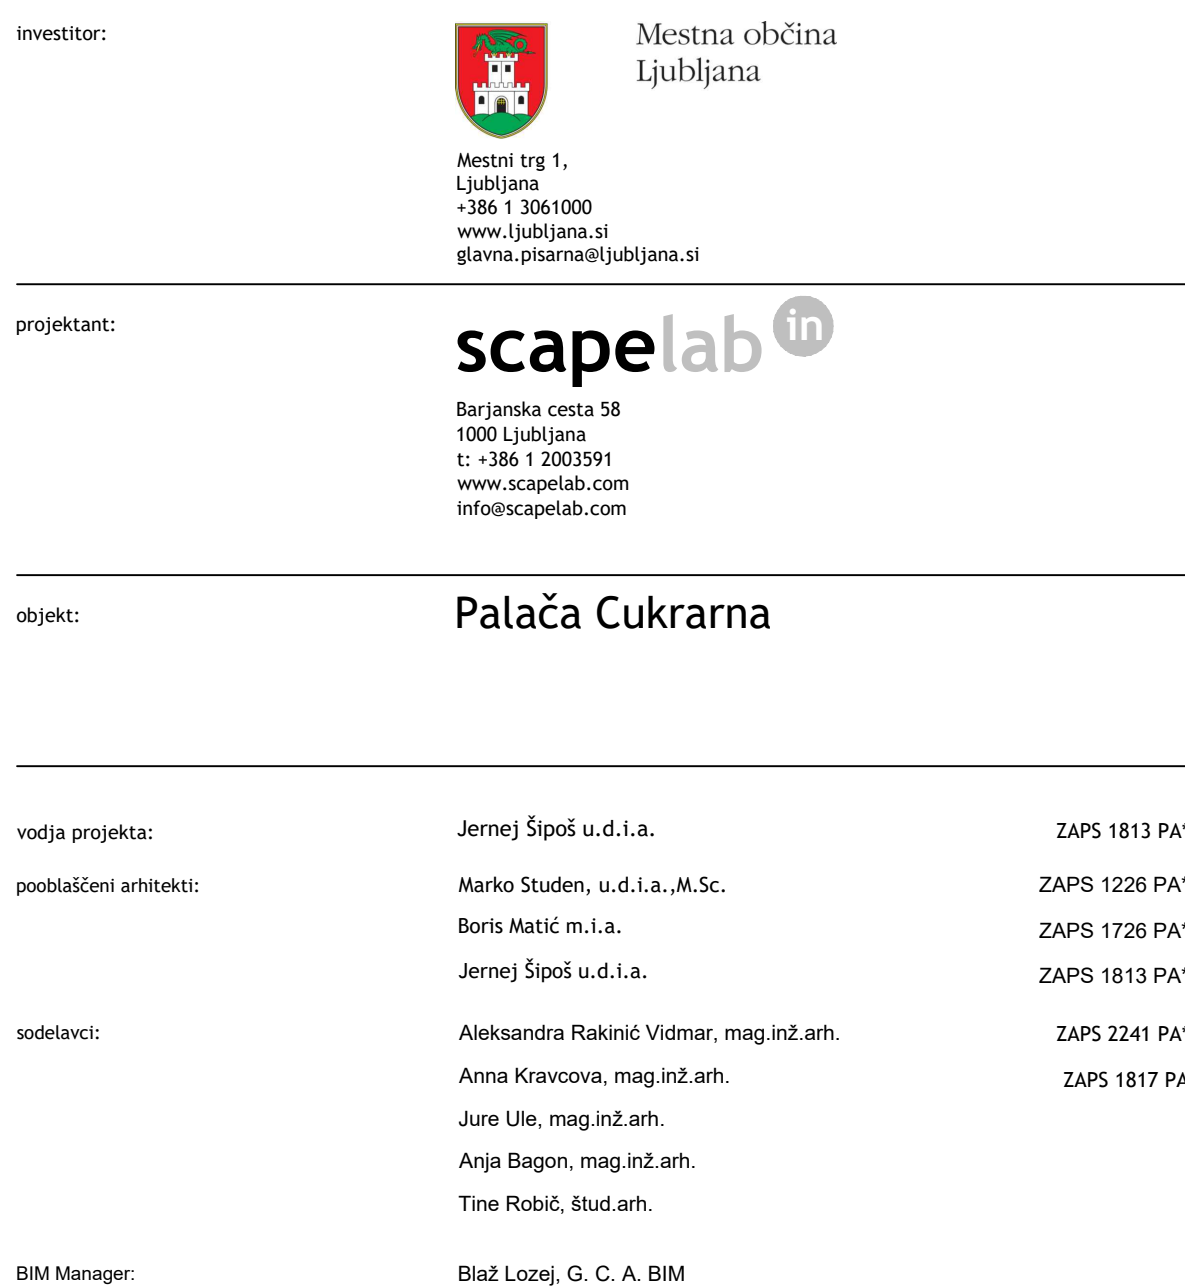 investitor:
Mestna občina
Ljubljana
Mestni trg 1,
Ljubljana
+386 1 3061000
www.ljubljana.si
glavna.pisarna@ljubljana.si
projektant:
scapelab in
Barjanska cesta 58
1000 Ljubljana
t: +386 1 2003591
www.scapelab.com
info@scapelab.com
objekt: Palača Cukrarna
vodja projekta: Jernej Šipoš u.d.i.a. ZAPS 1813 PA*
pooblaščeni arhitekti: Marko Studen, u.d.i.a.,M.Sc. ZAPS 1226 PA*
Boris Matić m.i.a. ZAPS 1726 PA*
Jernej Šipoš u.d.i.a. ZAPS 1813 PA*
sodelavci: Aleksandra Rakinić Vidmar, mag.inž.arh. ZAPS 2241 PA*
Anna Kravcova, mag.inž.arh. ZAPS 1817 PA
Jure Ule, mag.inž.arh.
Anja Bagon, mag.inž.arh.
Tine Robič, štud.arh.
BIM Manager: Blaž Lozej, G. C. A. BIM